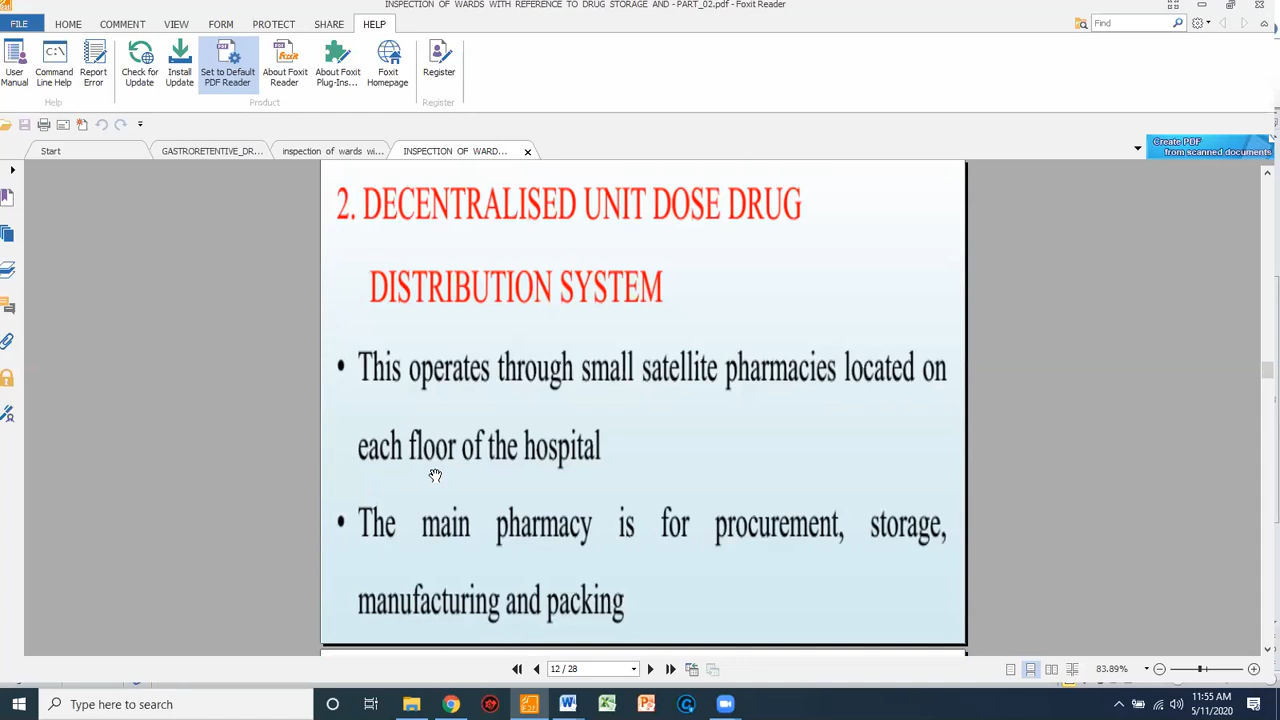 INSPECTION OF WARDS WITH REFERENCE TO DRUG STORAGE AND - PART_02.pdf - Foxit Reader
FILE HOME COMMENT VIEW FORM PROTECT SHARE HELP Find
User Manual
Command Line Help
Report Error
Check for Update
Install Update
Set to Default PDF Reader
About Foxit Reader
About Foxit Plug-Ins...
Foxit Homepage
Register
Help Product Register
Start GASTRORETENTIVE_DR... inspection of wards wi... INSPECTION OF WARD...
Create PDF
from scanned documents
2. DECENTRALISED UNIT DOSE DRUG
DISTRIBUTION SYSTEM
• This operates through small satellite pharmacies located on
each floor of the hospital
• The main pharmacy is for procurement, storage,
manufacturing and packing
12 / 28 83.89%
Type here to search
11:55 AM
5/11/2020